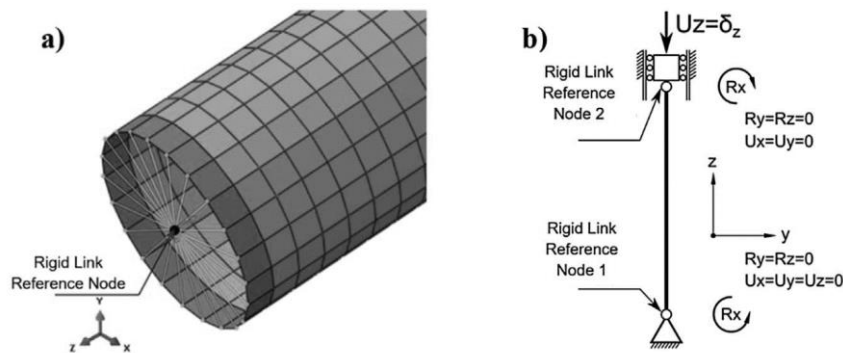 a)
Rigid Link
Reference Node
Y
Z
X
b)
Uz=δz
Rigid Link
Reference
Node 2
Rx
Ry=Rz=0
Ux=Uy=0
z
y
Rigid Link
Reference
Node 1
Ry=Rz=0
Ux=Uy=Uz=0
Rx